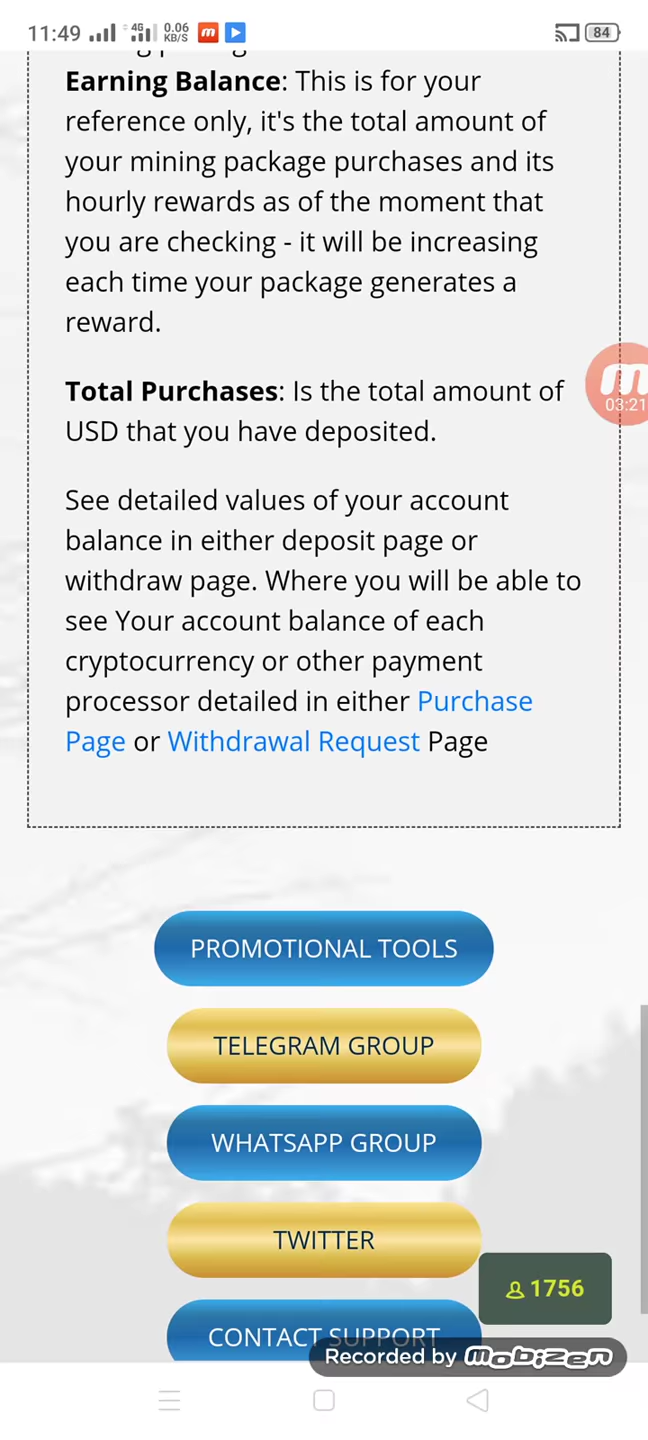 11:49 4G 0.06 KB/S 84
Earning Balance: This is for your
reference only, it's the total amount of
your mining package purchases and its
hourly rewards as of the moment that
you are checking - it will be increasing
each time your package generates a
reward.
Total Purchases: Is the total amount of
USD that you have deposited.
03:21
See detailed values of your account
balance in either deposit page or
withdraw page. Where you will be able to
see Your account balance of each
cryptocurrency or other payment
processor detailed in either Purchase
Page or Withdrawal Request Page
PROMOTIONAL TOOLS
TELEGRAM GROUP
WHATSAPP GROUP
TWITTER
1756
CONTACT SUPPORT
Recorded by mobizen